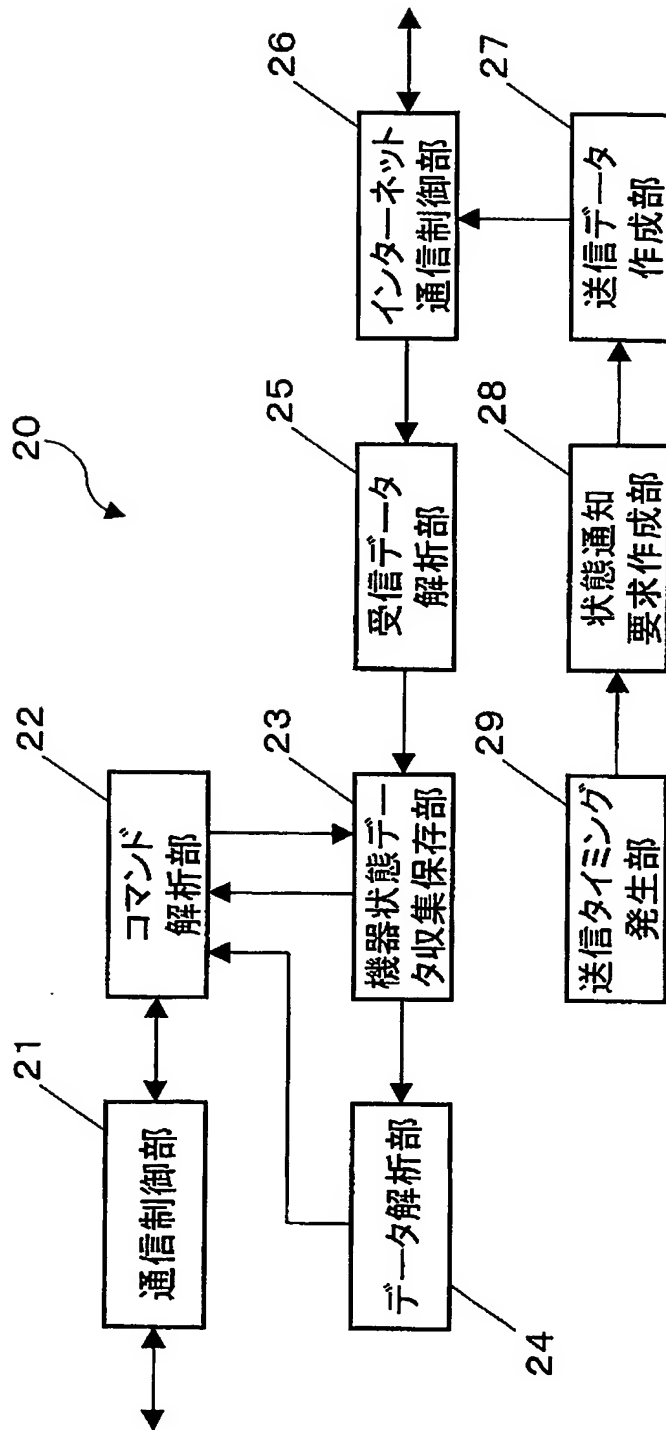 20
21
通信制御部
22
コマンド
解析部
23
機器状態デー
タ収集保存部
24
データ解析部
25
受信データ
解析部
26
インターネット
通信制御部
27
送信データ
作成部
28
状態通知
要求作成部
29
送信タイミング
発生部